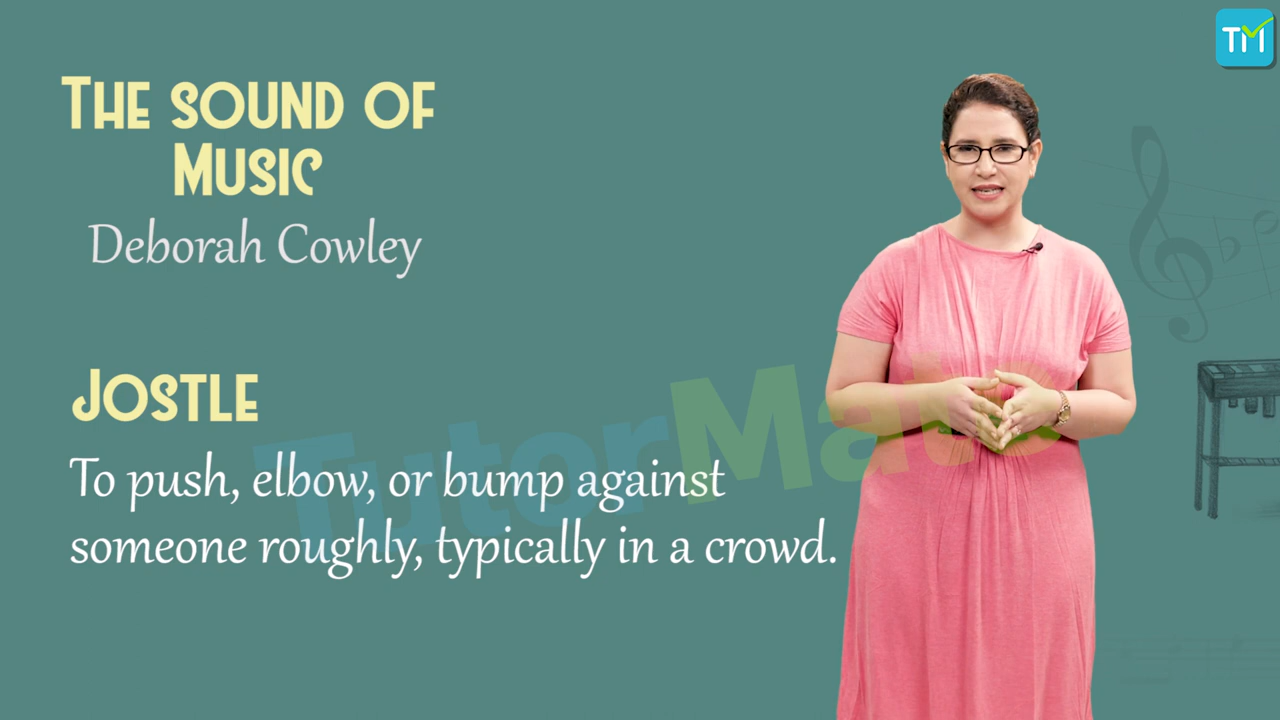 THE SOUND OF
MUSIC
Deborah Cowley
JOSTLE
To push, elbow, or bump against
someone roughly, typically in a crowd.
TutorMate
TM